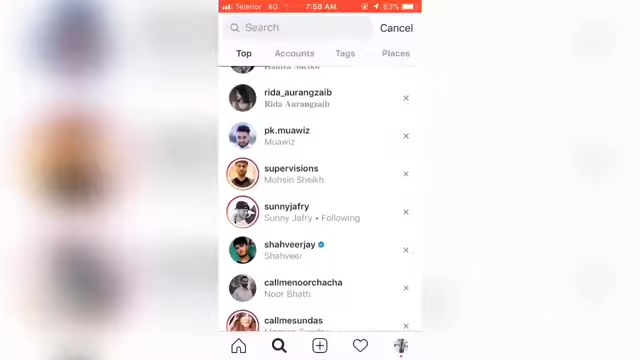 Telenor 4G 7:58 AM 63%
Search Cancel
Top Accounts Tags Places
rida_aurangzaib
Rida Aurangzaib
pk.muawiz
Muawiz
supervisions
Mohsin Sheikh
sunnyjafry
Sunny Jafry • Following
shahveerjay
Shahveer
callmenoorchacha
Noor Bhatti
callmesundas